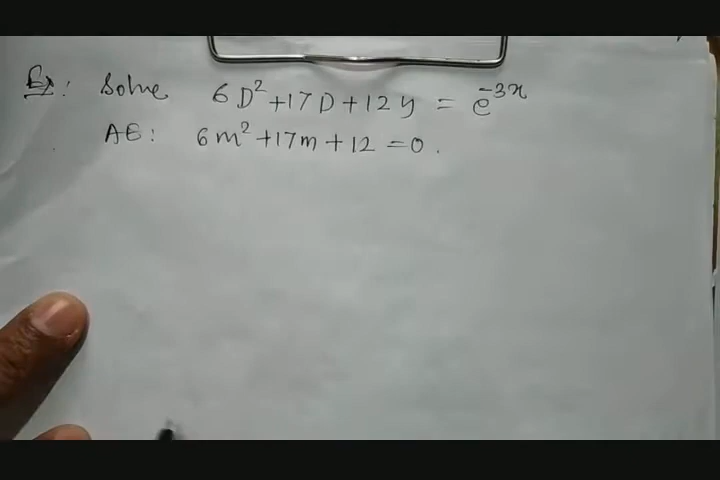 Ex: Solve 6D²+17D+12y = e⁻³ˣ
AE: 6m²+17m+12=0.